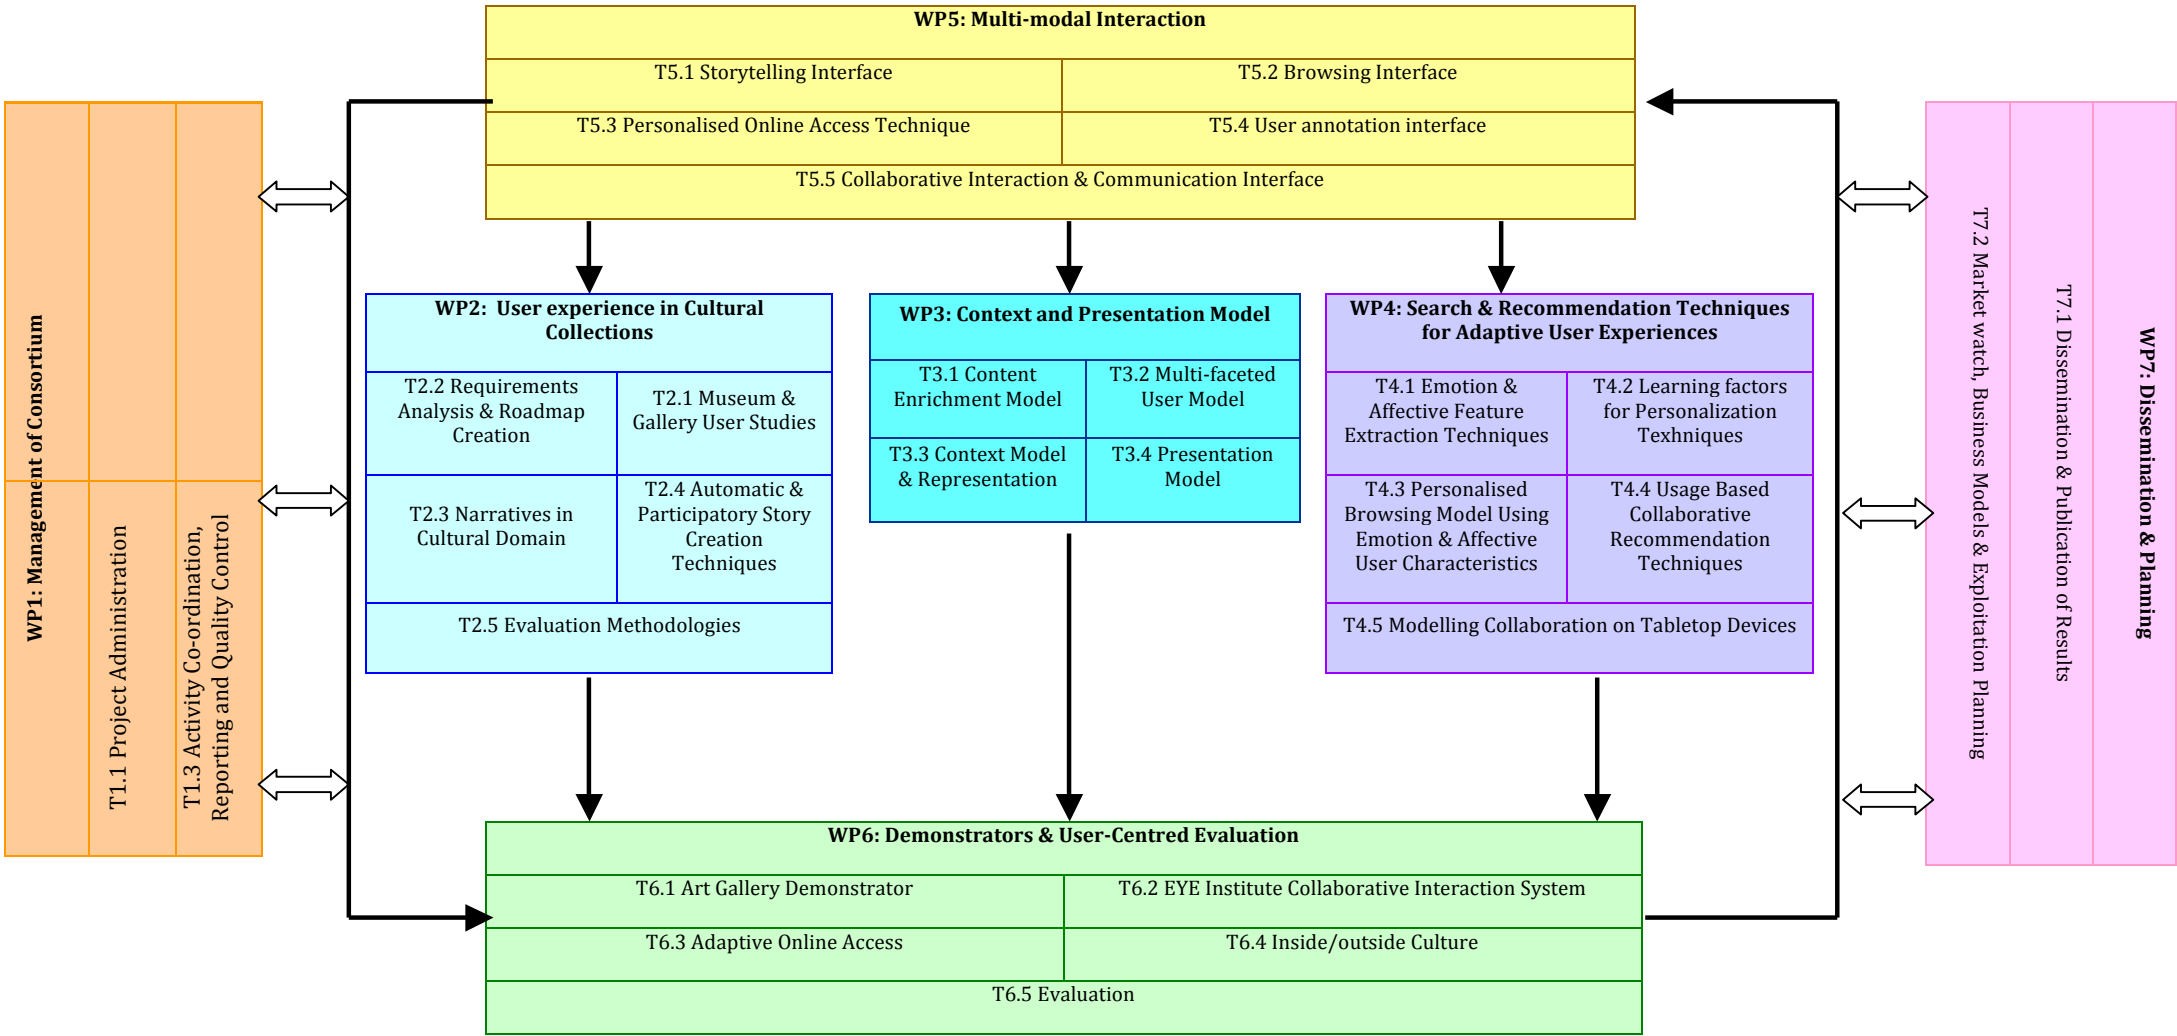 WP5: Multi-modal Interaction
T5.1 Storytelling Interface
T5.2 Browsing Interface
T5.3 Personalised Online Access Technique
T5.4 User annotation interface
T5.5 Collaborative Interaction & Communication Interface
WP1: Management of Consortium
T1.1 Project Administration
T1.3 Activity Co-ordination,
Reporting and Quality Control
WP2:  User experience in Cultural
Collections
T2.2 Requirements
Analysis & Roadmap
Creation
T2.1 Museum &
Gallery User Studies
T2.3 Narratives in
Cultural Domain
T2.4 Automatic &
Participatory Story
Creation
Techniques
T2.5 Evaluation Methodologies
WP3: Context and Presentation Model
T3.1 Content
Enrichment Model
T3.2 Multi-faceted
User Model
T3.3 Context Model
& Representation
T3.4 Presentation
Model
WP4: Search & Recommendation Techniques
for Adaptive User Experiences
T4.1 Emotion &
Affective Feature
Extraction Techniques
T4.2 Learning factors
for Personalization
Texhniques
T4.3 Personalised
Browsing Model Using
Emotion & Affective
User Characteristics
T4.4 Usage Based
Collaborative
Recommendation
Techniques
T4.5 Modelling Collaboration on Tabletop Devices
T7.2 Market watch, Business Models & Exploitation Planning
T7.1 Dissemination & Publication of Results
WP7: Dissemination & Planning
WP6: Demonstrators & User-Centred Evaluation
T6.1 Art Gallery Demonstrator
T6.2 EYE Institute Collaborative Interaction System
T6.3 Adaptive Online Access
T6.4 Inside/outside Culture
T6.5 Evaluation